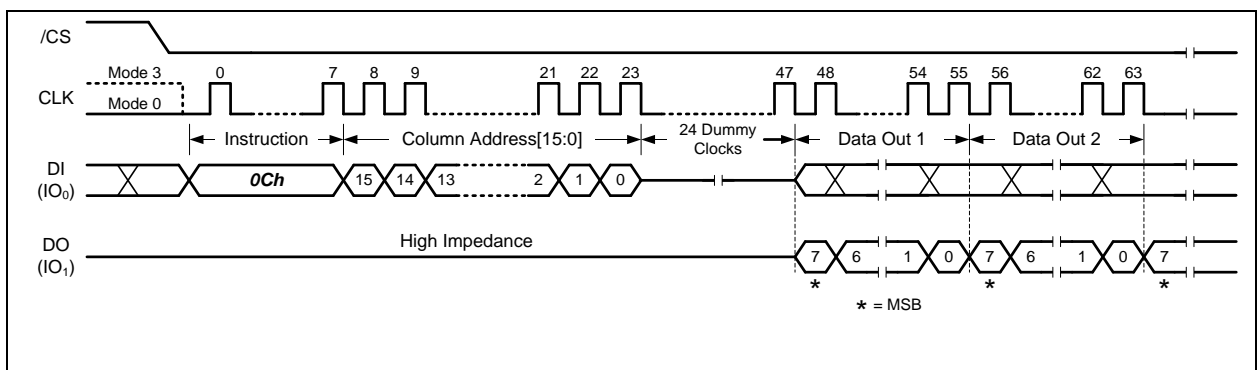 /CS
Mode 3 0 7 8 9 21 22 23 47 48 54 55 56 62 63
CLK
Mode 0
Instruction Column Address[15:0] 24 Dummy Clocks Data Out 1 Data Out 2
DI
(IO₀)
0Ch 15 14 13 2 1 0
DO
(IO₁)
High Impedance
7 6 1 0 7 6 1 0 7
* * *
* = MSB